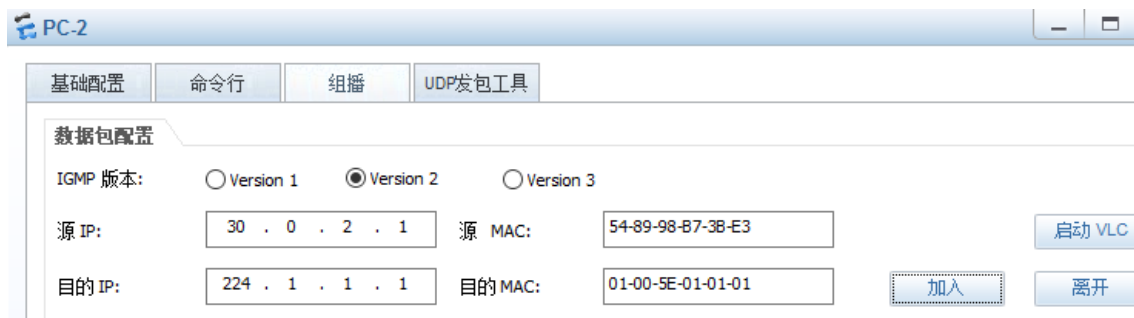 PC-2
基础配置 命令行 组播 UDP发包工具
数据包配置
IGMP 版本: Version 1 Version 2 Version 3
源 IP: 30 . 0 . 2 . 1 源 MAC: 54-89-98-B7-3B-E3 启动 VLC
目的 IP: 224 . 1 . 1 . 1 目的 MAC: 01-00-5E-01-01-01 加入 离开